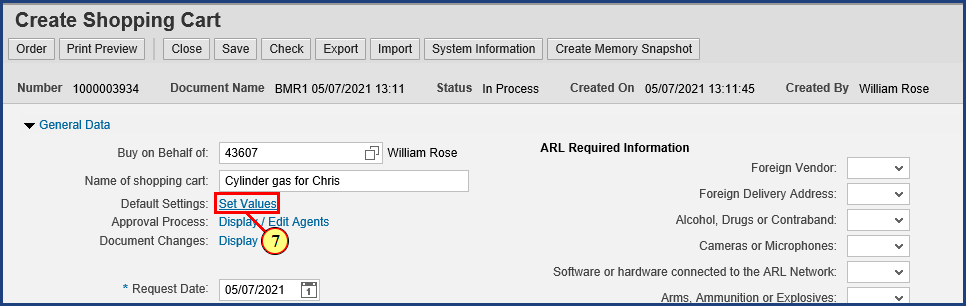 Create Shopping Cart
Order Print Preview Close Save Check Export Import System Information Create Memory Snapshot
Number 1000003934 Document Name BMR1 05/07/2021 13:11 Status In Process Created On 05/07/2021 13:11:45 Created By William Rose
General Data
Buy on Behalf of: 43607 William Rose
ARL Required Information
Foreign Vendor:
Name of shopping cart: Cylinder gas for Chris
Foreign Delivery Address:
Default Settings: Set Values
Approval Process: Display / Edit Agents
Alcohol, Drugs or Contraband:
Document Changes: Display 7
Cameras or Microphones:
Software or hardware connected to the ARL Network:
* Request Date: 05/07/2021 1
Arms, Ammunition or Explosives: